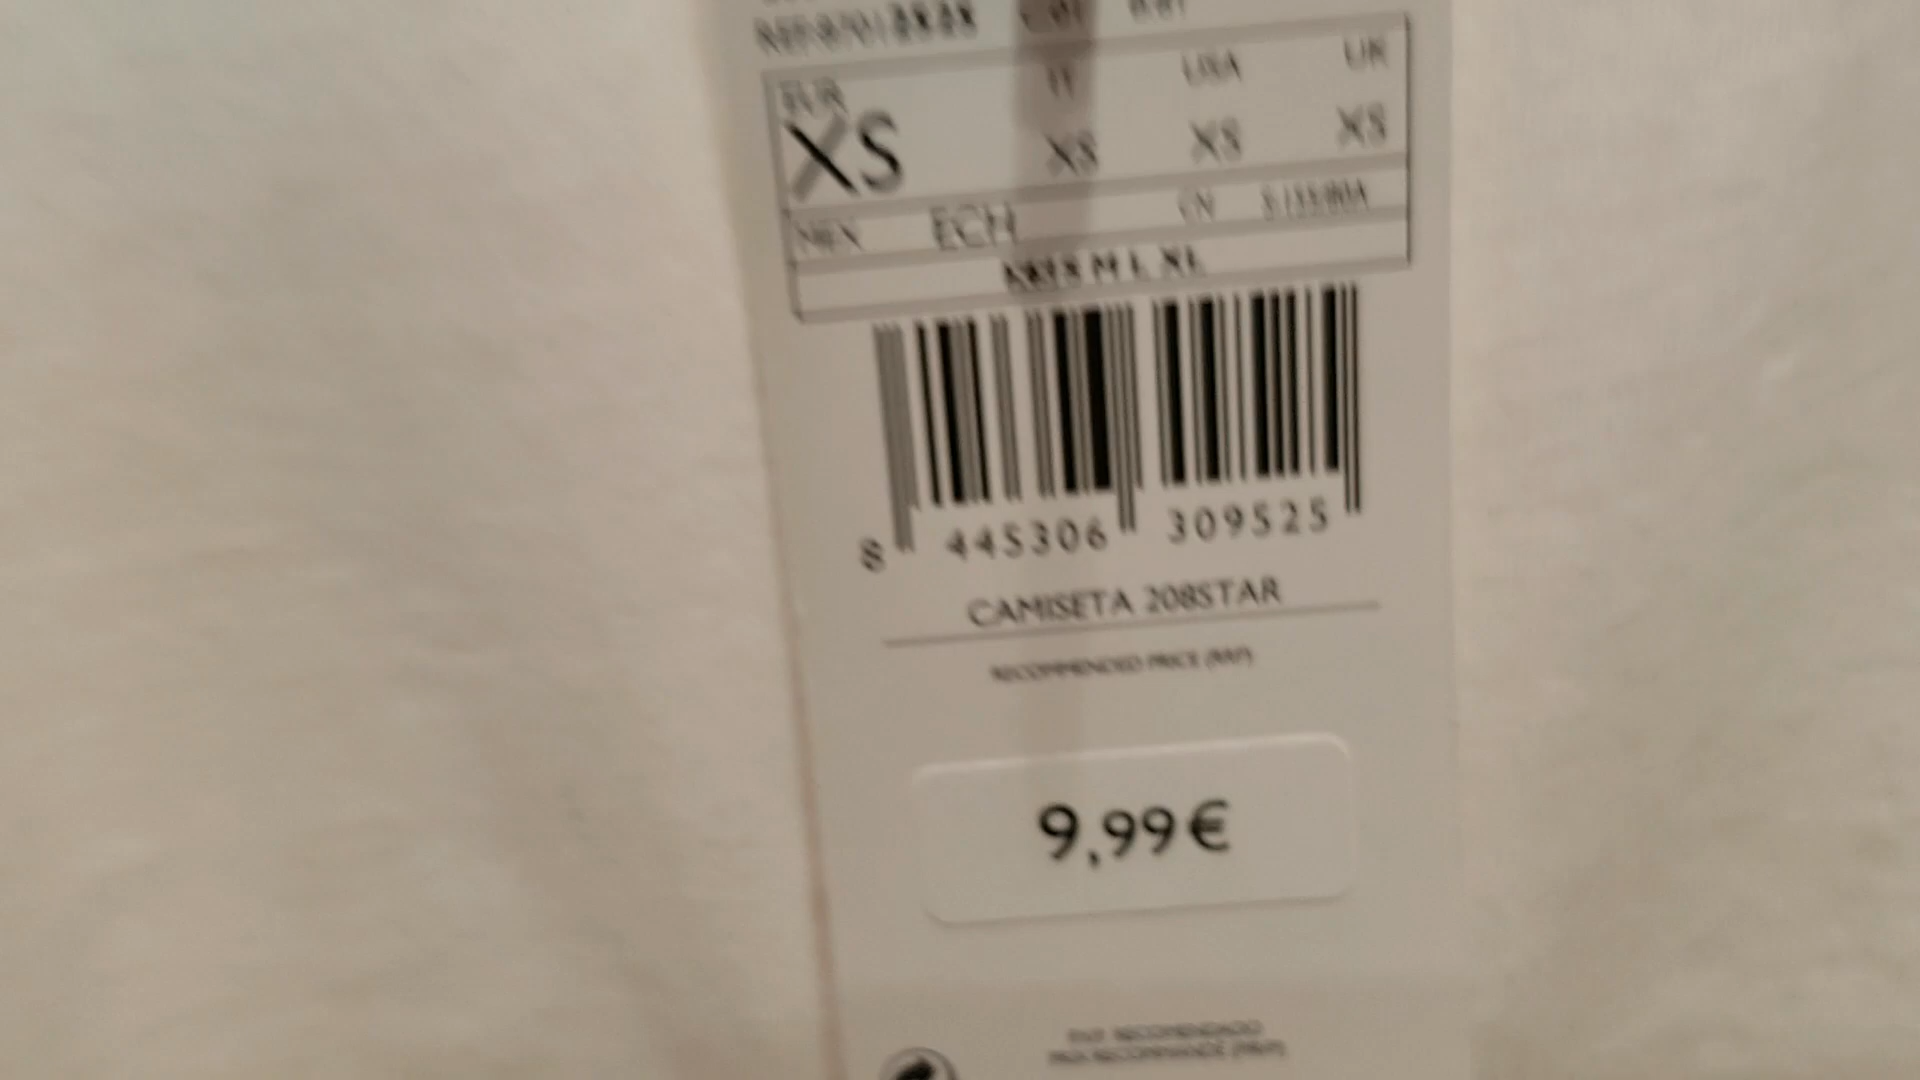 EUR IT USA UK
XS XS XS XS
MEX ECH CN
M L XL
8 445306 309525
CAMISETA 208STAR
RECOMMENDED PRICE (RRP)
9,99€